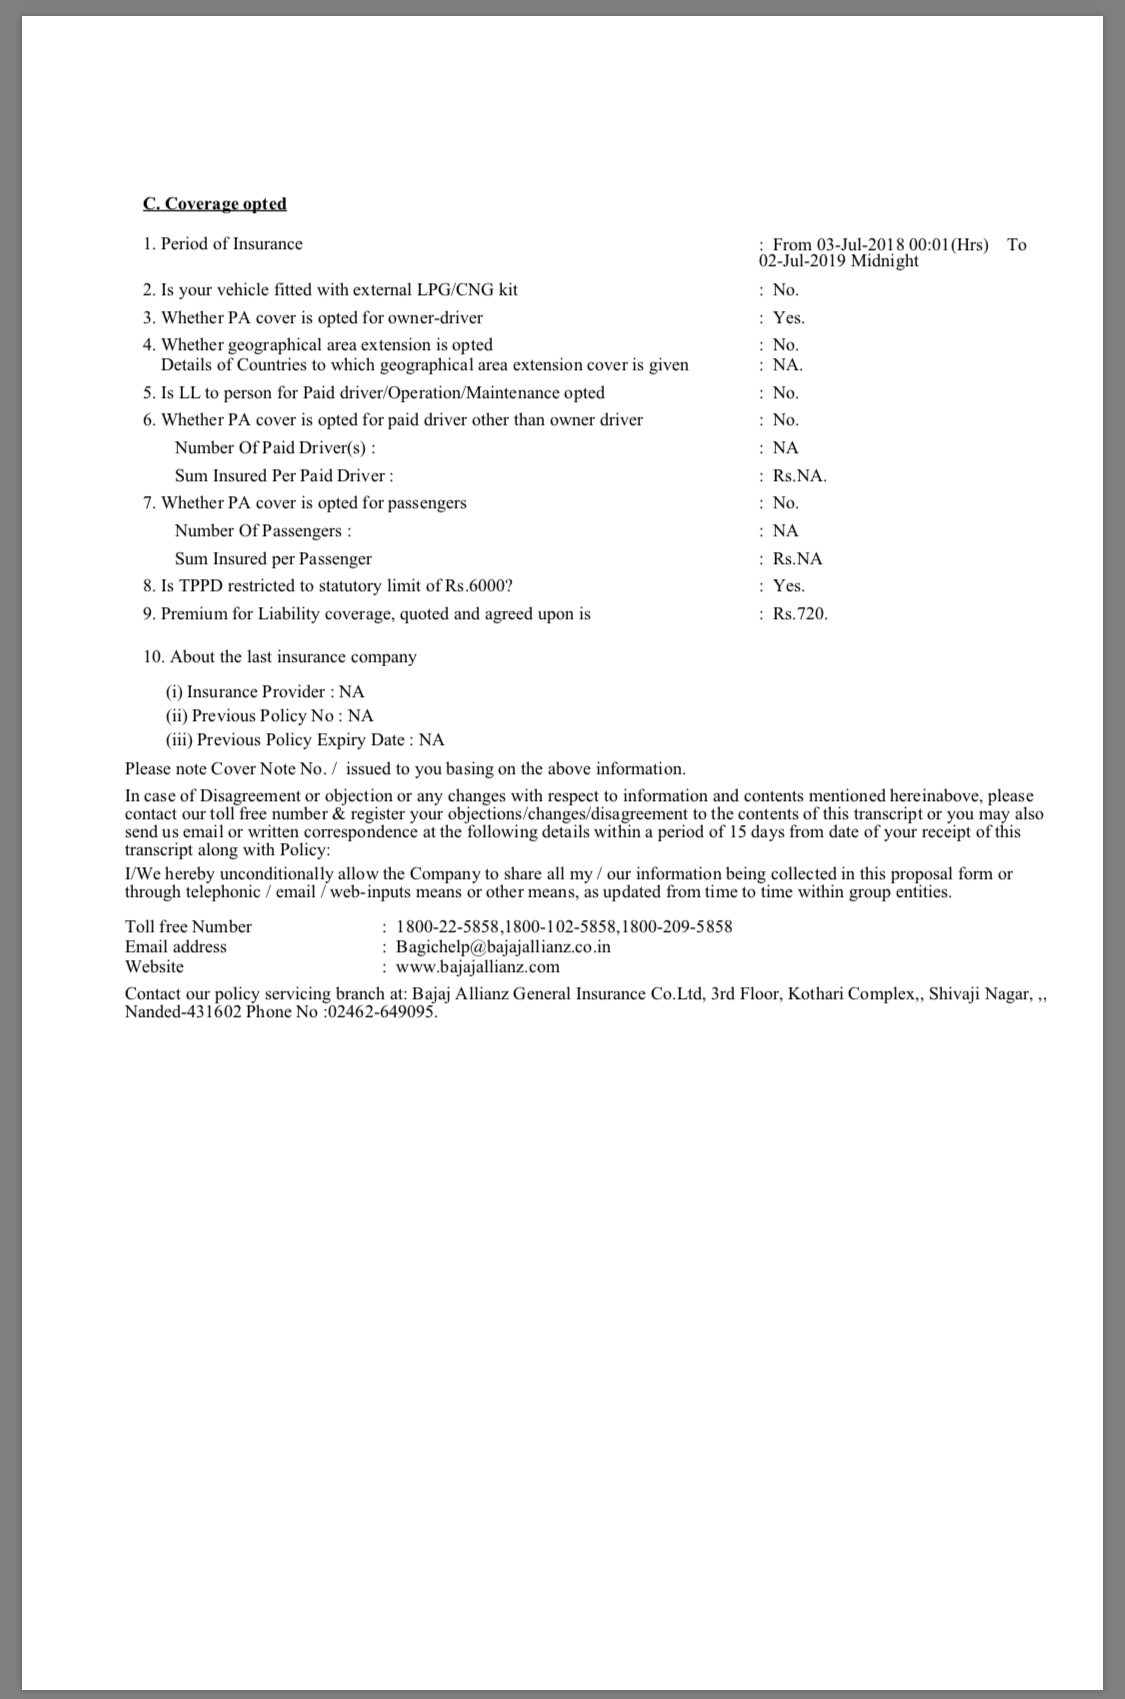 C. Coverage opted
1. Period of Insurance : From 03-Jul-2018 00:01(Hrs) To
02-Jul-2019 Midnight
2. Is your vehicle fitted with external LPG/CNG kit : No.
3. Whether PA cover is opted for owner-driver : Yes.
4. Whether geographical area extension is opted : No.
Details of Countries to which geographical area extension cover is given : NA.
5. Is LL to person for Paid driver/Operation/Maintenance opted : No.
6. Whether PA cover is opted for paid driver other than owner driver : No.
Number Of Paid Driver(s) : : NA
Sum Insured Per Paid Driver : : Rs.NA.
7. Whether PA cover is opted for passengers : No.
Number Of Passengers : : NA
Sum Insured per Passenger : Rs.NA
8. Is TPPD restricted to statutory limit of Rs.6000? : Yes.
9. Premium for Liability coverage, quoted and agreed upon is : Rs.720.
10. About the last insurance company
(i) Insurance Provider : NA
(ii) Previous Policy No : NA
(iii) Previous Policy Expiry Date : NA
Please note Cover Note No. / issued to you basing on the above information.
In case of Disagreement or objection or any changes with respect to information and contents mentioned hereinabove, please
contact our toll free number & register your objections/changes/disagreement to the contents of this transcript or you may also
send us email or written correspondence at the following details within a period of 15 days from date of your receipt of this
transcript along with Policy:
I/We hereby unconditionally allow the Company to share all my / our information being collected in this proposal form or
through telephonic / email / web-inputs means or other means, as updated from time to time within group entities.
Toll free Number : 1800-22-5858,1800-102-5858,1800-209-5858
Email address : Bagichelp@bajajallianz.co.in
Website : www.bajajallianz.com
Contact our policy servicing branch at: Bajaj Allianz General Insurance Co.Ltd, 3rd Floor, Kothari Complex,, Shivaji Nagar, ,,
Nanded-431602 Phone No :02462-649095.